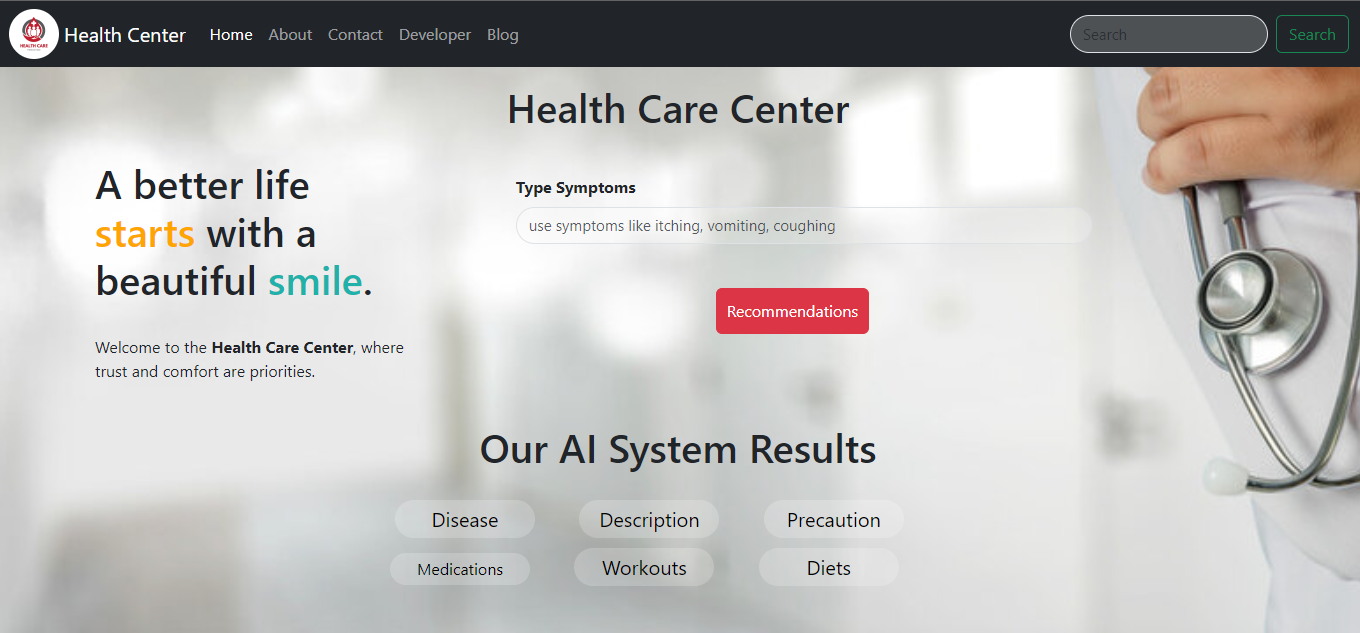 HEALTH CARE
Health Center Home About Contact Developer Blog Search Search
Health Care Center
A better life
starts with a
beautiful smile.
Welcome to the Health Care Center, where
trust and comfort are priorities.
Type Symptoms
use symptoms like itching, vomiting, coughing
Recommendations
Our AI System Results
Disease Description Precaution
Medications Workouts Diets